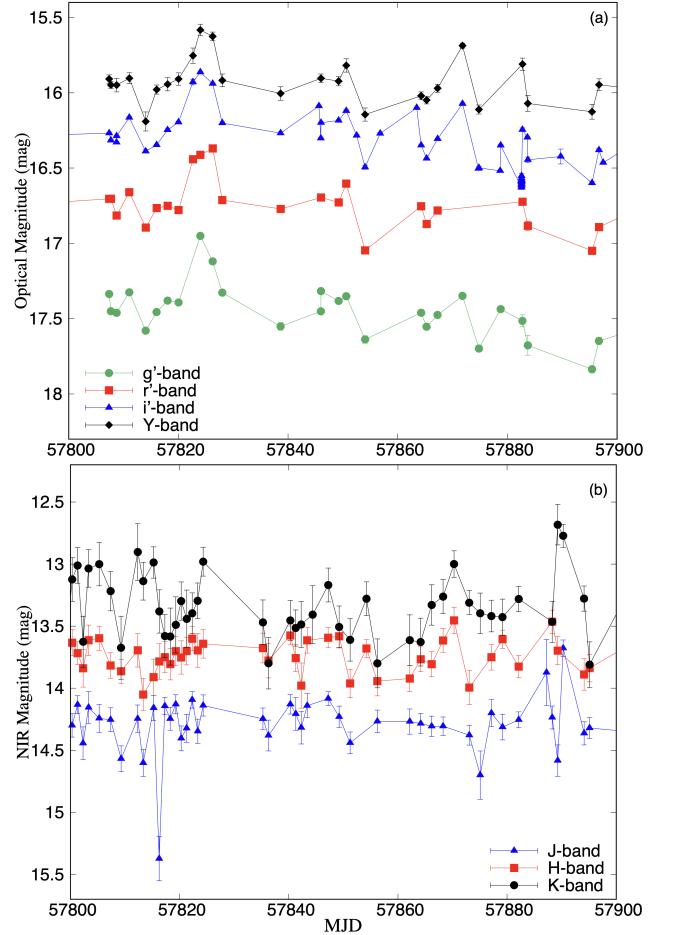 (a)
15.5
16
16.5
17
17.5
18
Optical Magnitude (mag)
g'-band
r'-band
i'-band
Y-band
57800 57820 57840 57860 57880 57900
(b)
12.5
13
13.5
14
14.5
15
15.5
NIR Magnitude (mag)
J-band
H-band
K-band
57800 57820 57840 57860 57880 57900
MJD